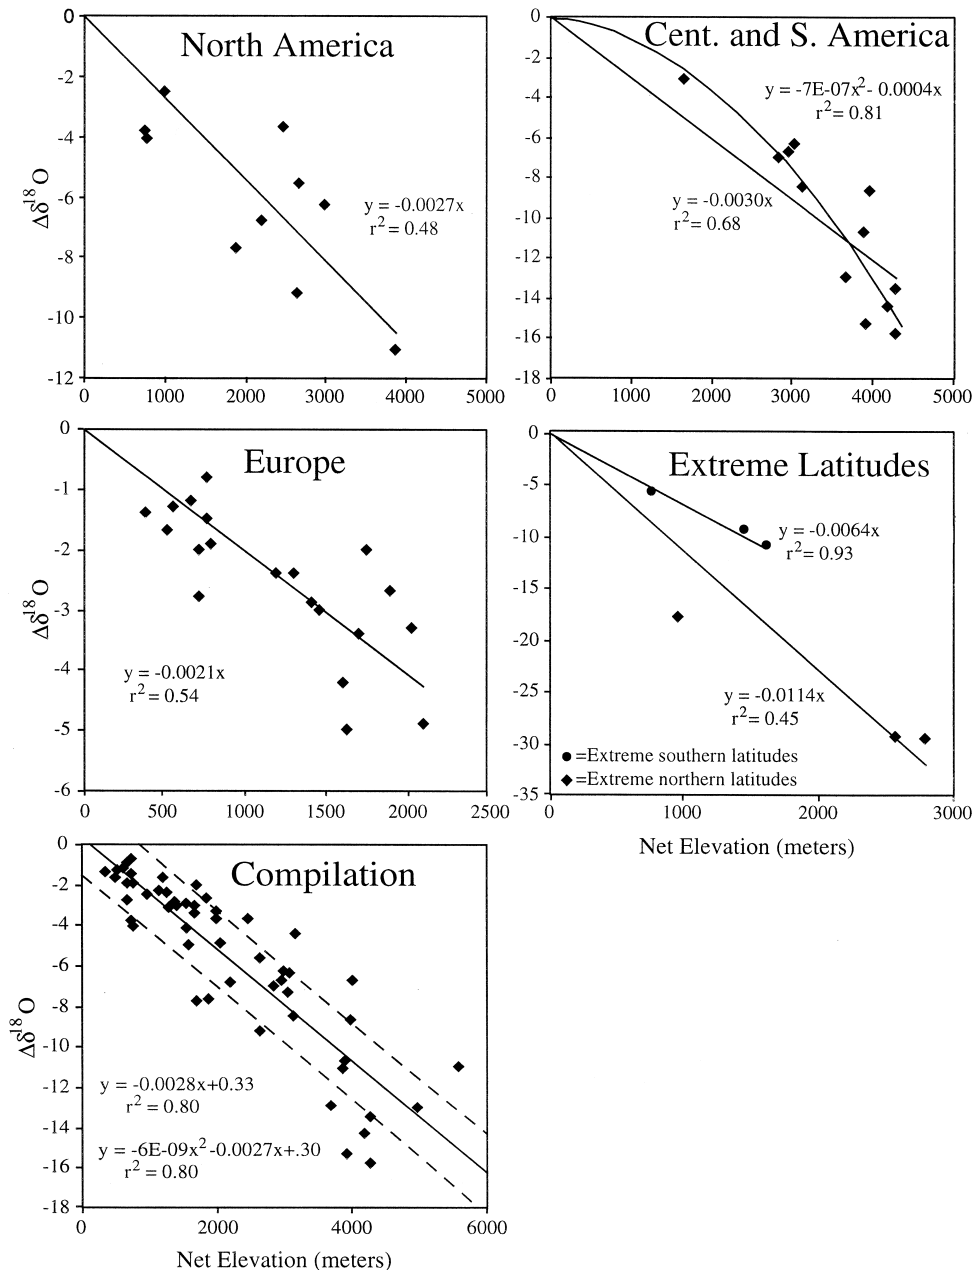 North America
0
-2
-4
-6
-8
-10
-12
Δδ18O
y = -0.0027x
r2 = 0.48
0 1000 2000 3000 4000 5000
Cent. and S. America
0
-2
-4
-6
-8
-10
-12
-14
-16
-18
y = -7E-07x2 - 0.0004x
r2 = 0.81
y = -0.0030x
r2 = 0.68
0 1000 2000 3000 4000 5000
Europe
0
-1
-2
-3
-4
-5
-6
Δδ18O
y = -0.0021x
r2 = 0.54
0 500 1000 1500 2000 2500
Extreme Latitudes
0
-5
-10
-15
-20
-25
-30
-35
y = -0.0064x
r2 = 0.93
y = -0.0114x
r2 = 0.45
=Extreme southern latitudes
=Extreme northern latitudes
0 1000 2000 3000
Net Elevation (meters)
Compilation
0
-2
-4
-6
-8
-10
-12
-14
-16
-18
Δδ18O
y = -0.0028x+0.33
r2 = 0.80
y = -6E-09x2 -0.0027x+.30
r2 = 0.80
0 2000 4000 6000
Net Elevation (meters)